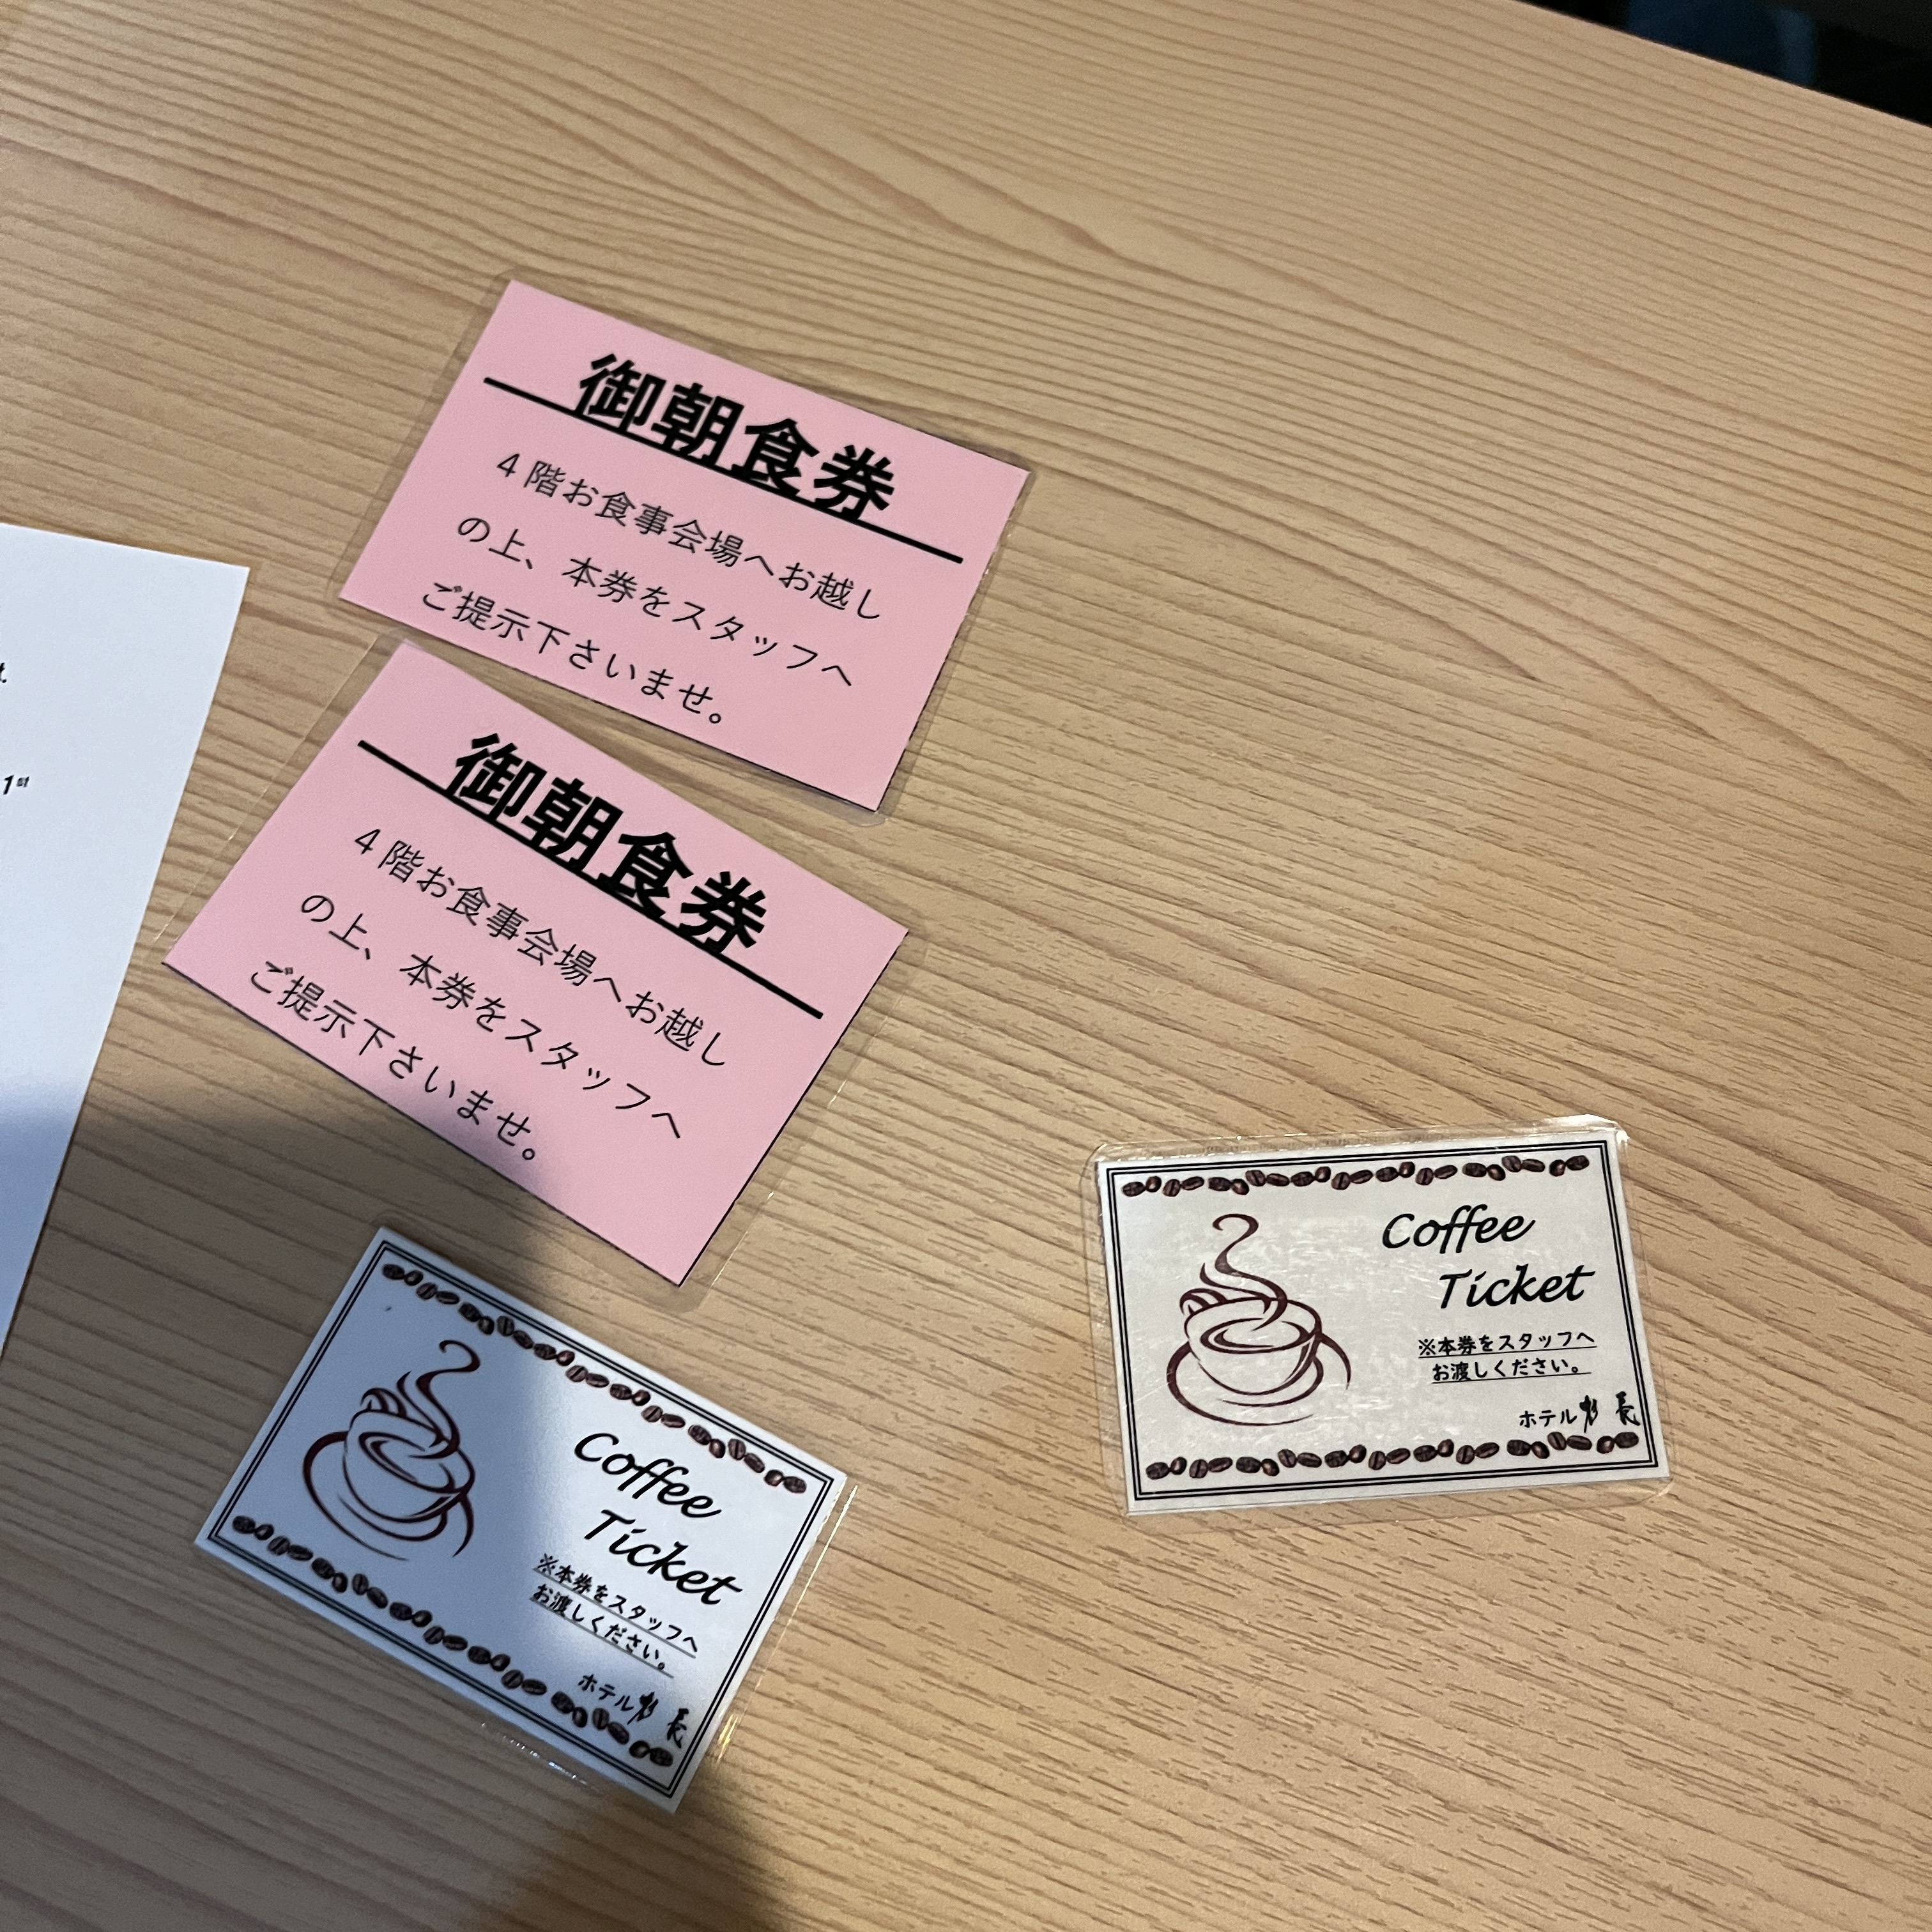 御朝食券
4階お食事会場へお越し
の上、本券をスタッフへ
ご提示下さいませ。
御朝食券
4階お食事会場へお越し
の上、本券をスタッフへ
ご提示下さいませ。
Coffee
Ticket
※本券をスタッフへ
お渡しください。
ホテル杉長
Coffee
Ticket
※本券をスタッフへ
お渡しください。
ホテル杉長
t.
1st